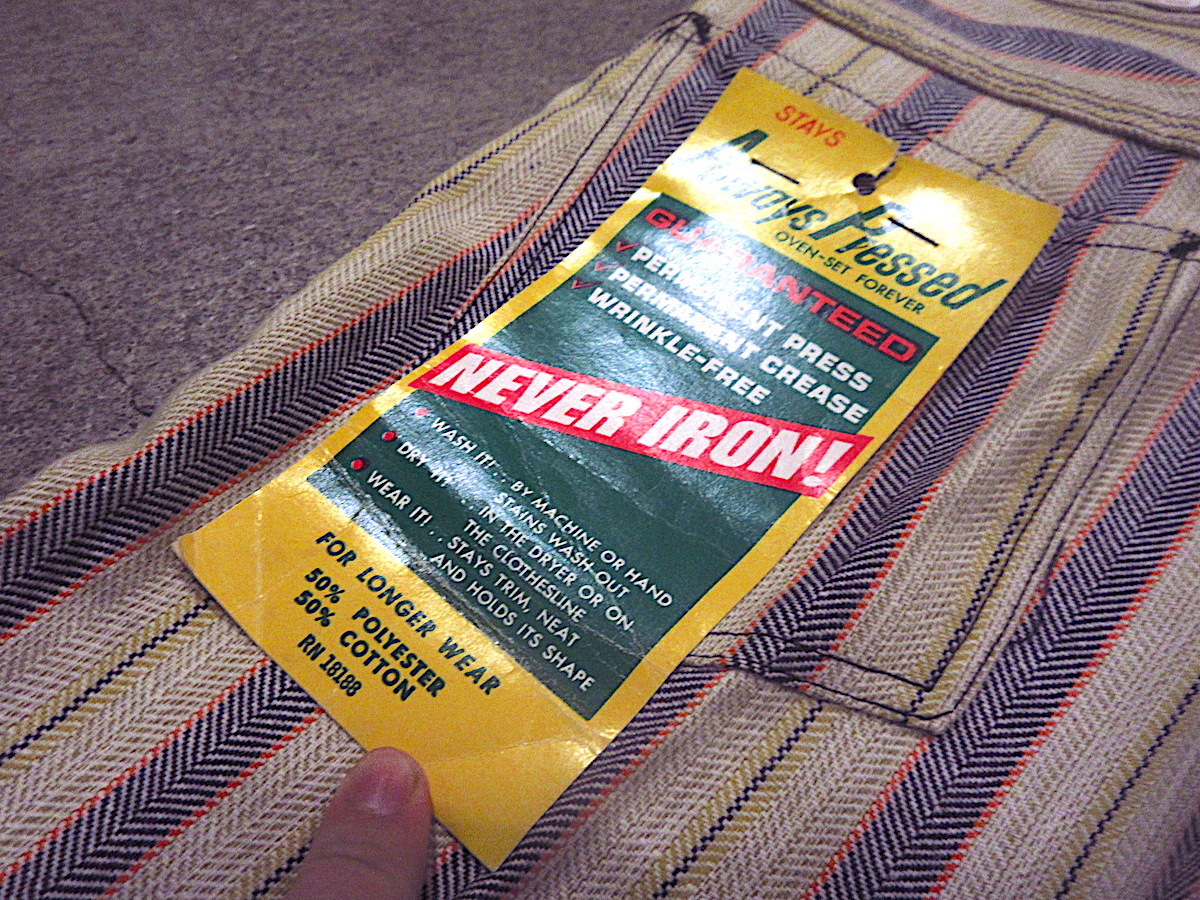 STAYS
Always Pressed
OVEN-SET FOREVER
GUARANTEED
✓ PERMANENT PRESS
✓ PERMANENT CREASE
✓ WRINKLE-FREE
NEVER IRON!
• WASH IT! .. BY MACHINE OR HAND
STAINS WASH OUT
• DRY IT! .. IN THE DRYER OR ON
THE CLOTHESLINE
• WEAR IT! .. STAYS TRIM, NEAT
AND HOLDS ITS SHAPE
FOR LONGER WEAR
50% POLYESTER
50% COTTON
RN 18188